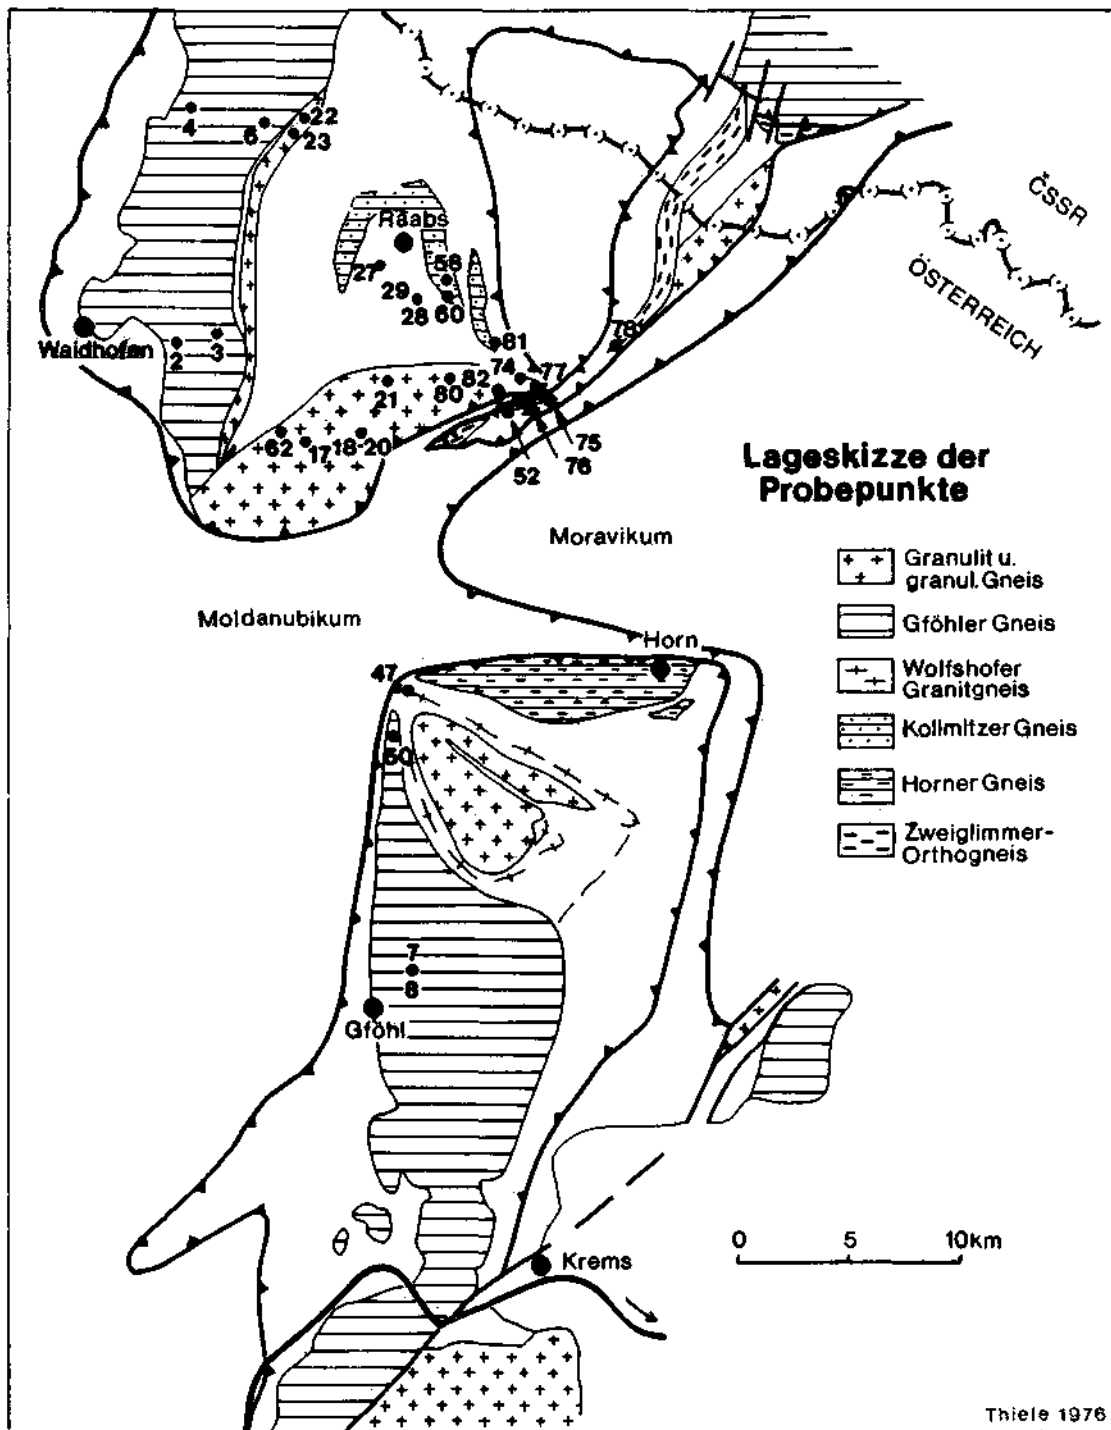 4
6
22
23
Raabs
27
29
28
58
60
ČSSR
ÖSTERREICH
Waidhofen
2
3
81
78
74
77
82
80
21
62
17
18-20
75
76
52
Lageskizze der
Probepunkte
Moravikum
Moldanubikum
Horn
Granulit u.
granul. Gneis
Gföhler Gneis
Wolfshofer
Granitgneis
Kollmitzer Gneis
Horner Gneis
Zweiglimmer-
Orthogneis
47
50
7
8
Gföhl
Krems
0 5 10km
Thiele 1976